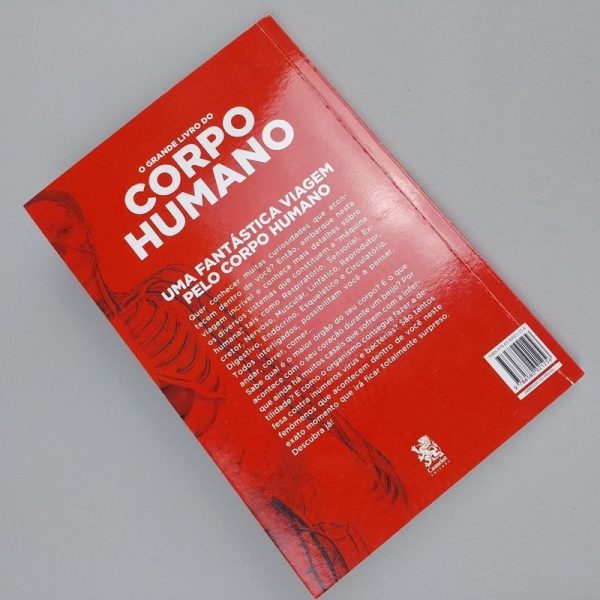 O GRANDE LIVRO DO
CORPO
HUMANO
UMA FANTÁSTICA VIAGEM
PELO CORPO HUMANO
Quer conhecer muitas curiosidades, que acon-
tecem dentro de você? Então, embarque nesta
viagem incrível e conheça mais detalhes sobre
os diversos sistemas que constituem a máquina
humana, tais como Respiratório, Sensorial, Ex-
cretor, Nervoso, Muscular, Linfático, Reprodutor,
Digestivo, Endócrino, Esquelético e Circulatório.
Todos interligados, possibilitam você a pensar,
andar, correr, comer...
Sabe qual é o maior órgão do seu corpo? E o que
acontece com o seu coração durante um beijo? Por
que ainda há muitos casais que sofrem com a infer-
tilidade? E como o organismo consegue fazer a de-
fesa contra inúmeros vírus e bactérias? São tantos
fenômenos que acontecem dentro de você neste
exato momento que irá ficar totalmente surpreso.
Descubra já!
Camelot
EDITORA